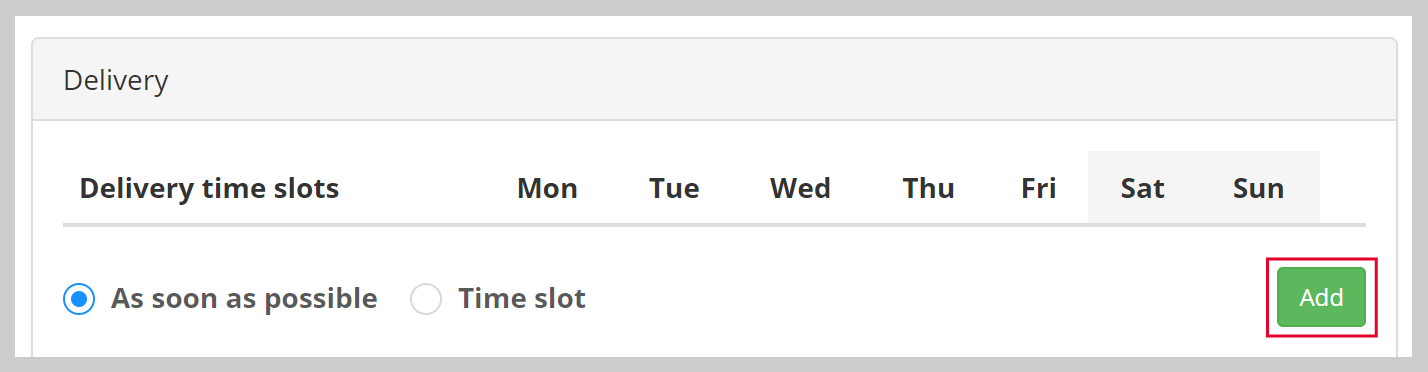 Delivery
Delivery time slots Mon Tue Wed Thu Fri Sat Sun
As soon as possible Time slot Add